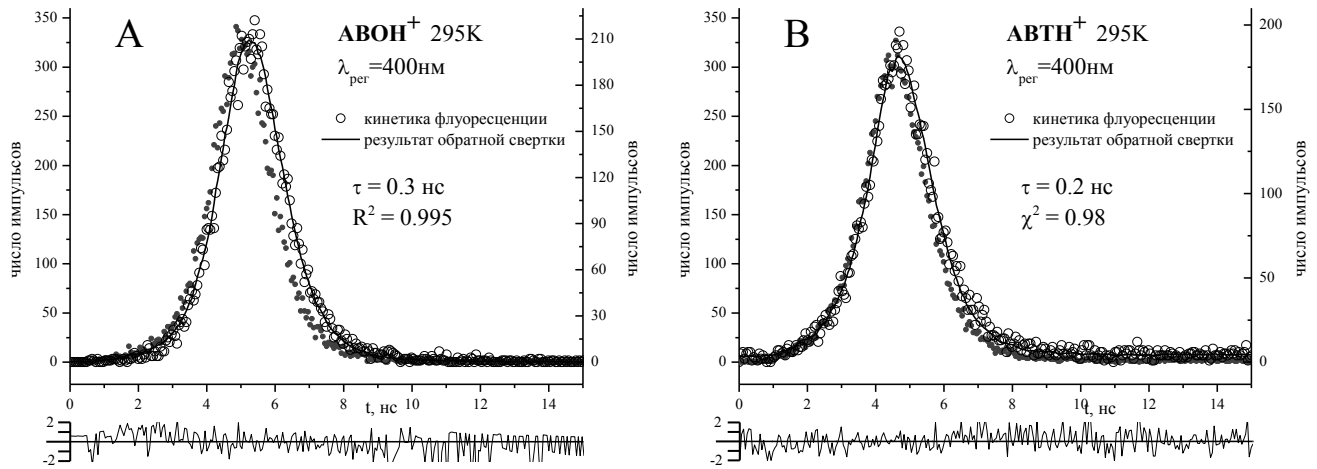 A
ABOH⁺ 295K
λрег=400нм
кинетика флуоресценции
результат обратной свертки
τ = 0.3 нс
R² = 0.995
число импульсов
350
300
250
200
150
100
50
0
число импульсов
210
180
150
120
90
60
30
0
0 2 4 6 8 10 12 14
t, нс
2
-2
B
ABTH⁺ 295K
λрег=400нм
кинетика флуоресценции
результат обратной свертки
τ = 0.2 нс
χ² = 0.98
число импульсов
350
300
250
200
150
100
50
0
число импульсов
200
150
100
50
0
0 2 4 6 8 10 12 14
t, нс
2
-2